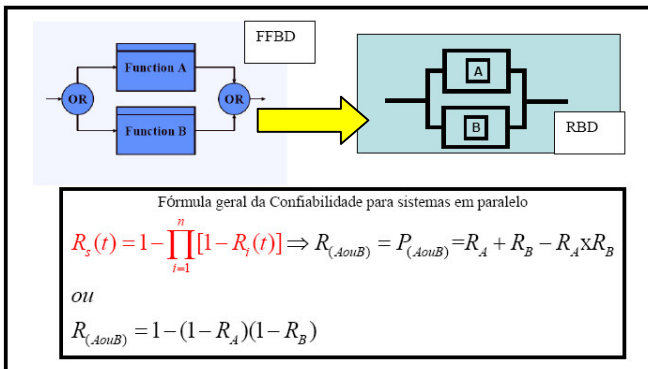 FFBD
Function A
OR
OR
Function B
A
B
RBD
Fórmula geral da Confiabilidade para sistemas em paralelo
R_s(t) = 1 - ∏_{i=1}^{n} [1 - R_i(t)] ⇒ R_(AouB) = P_(AouB) = R_A + R_B - R_A x R_B
ou
R_(AouB) = 1 - (1 - R_A)(1 - R_B)